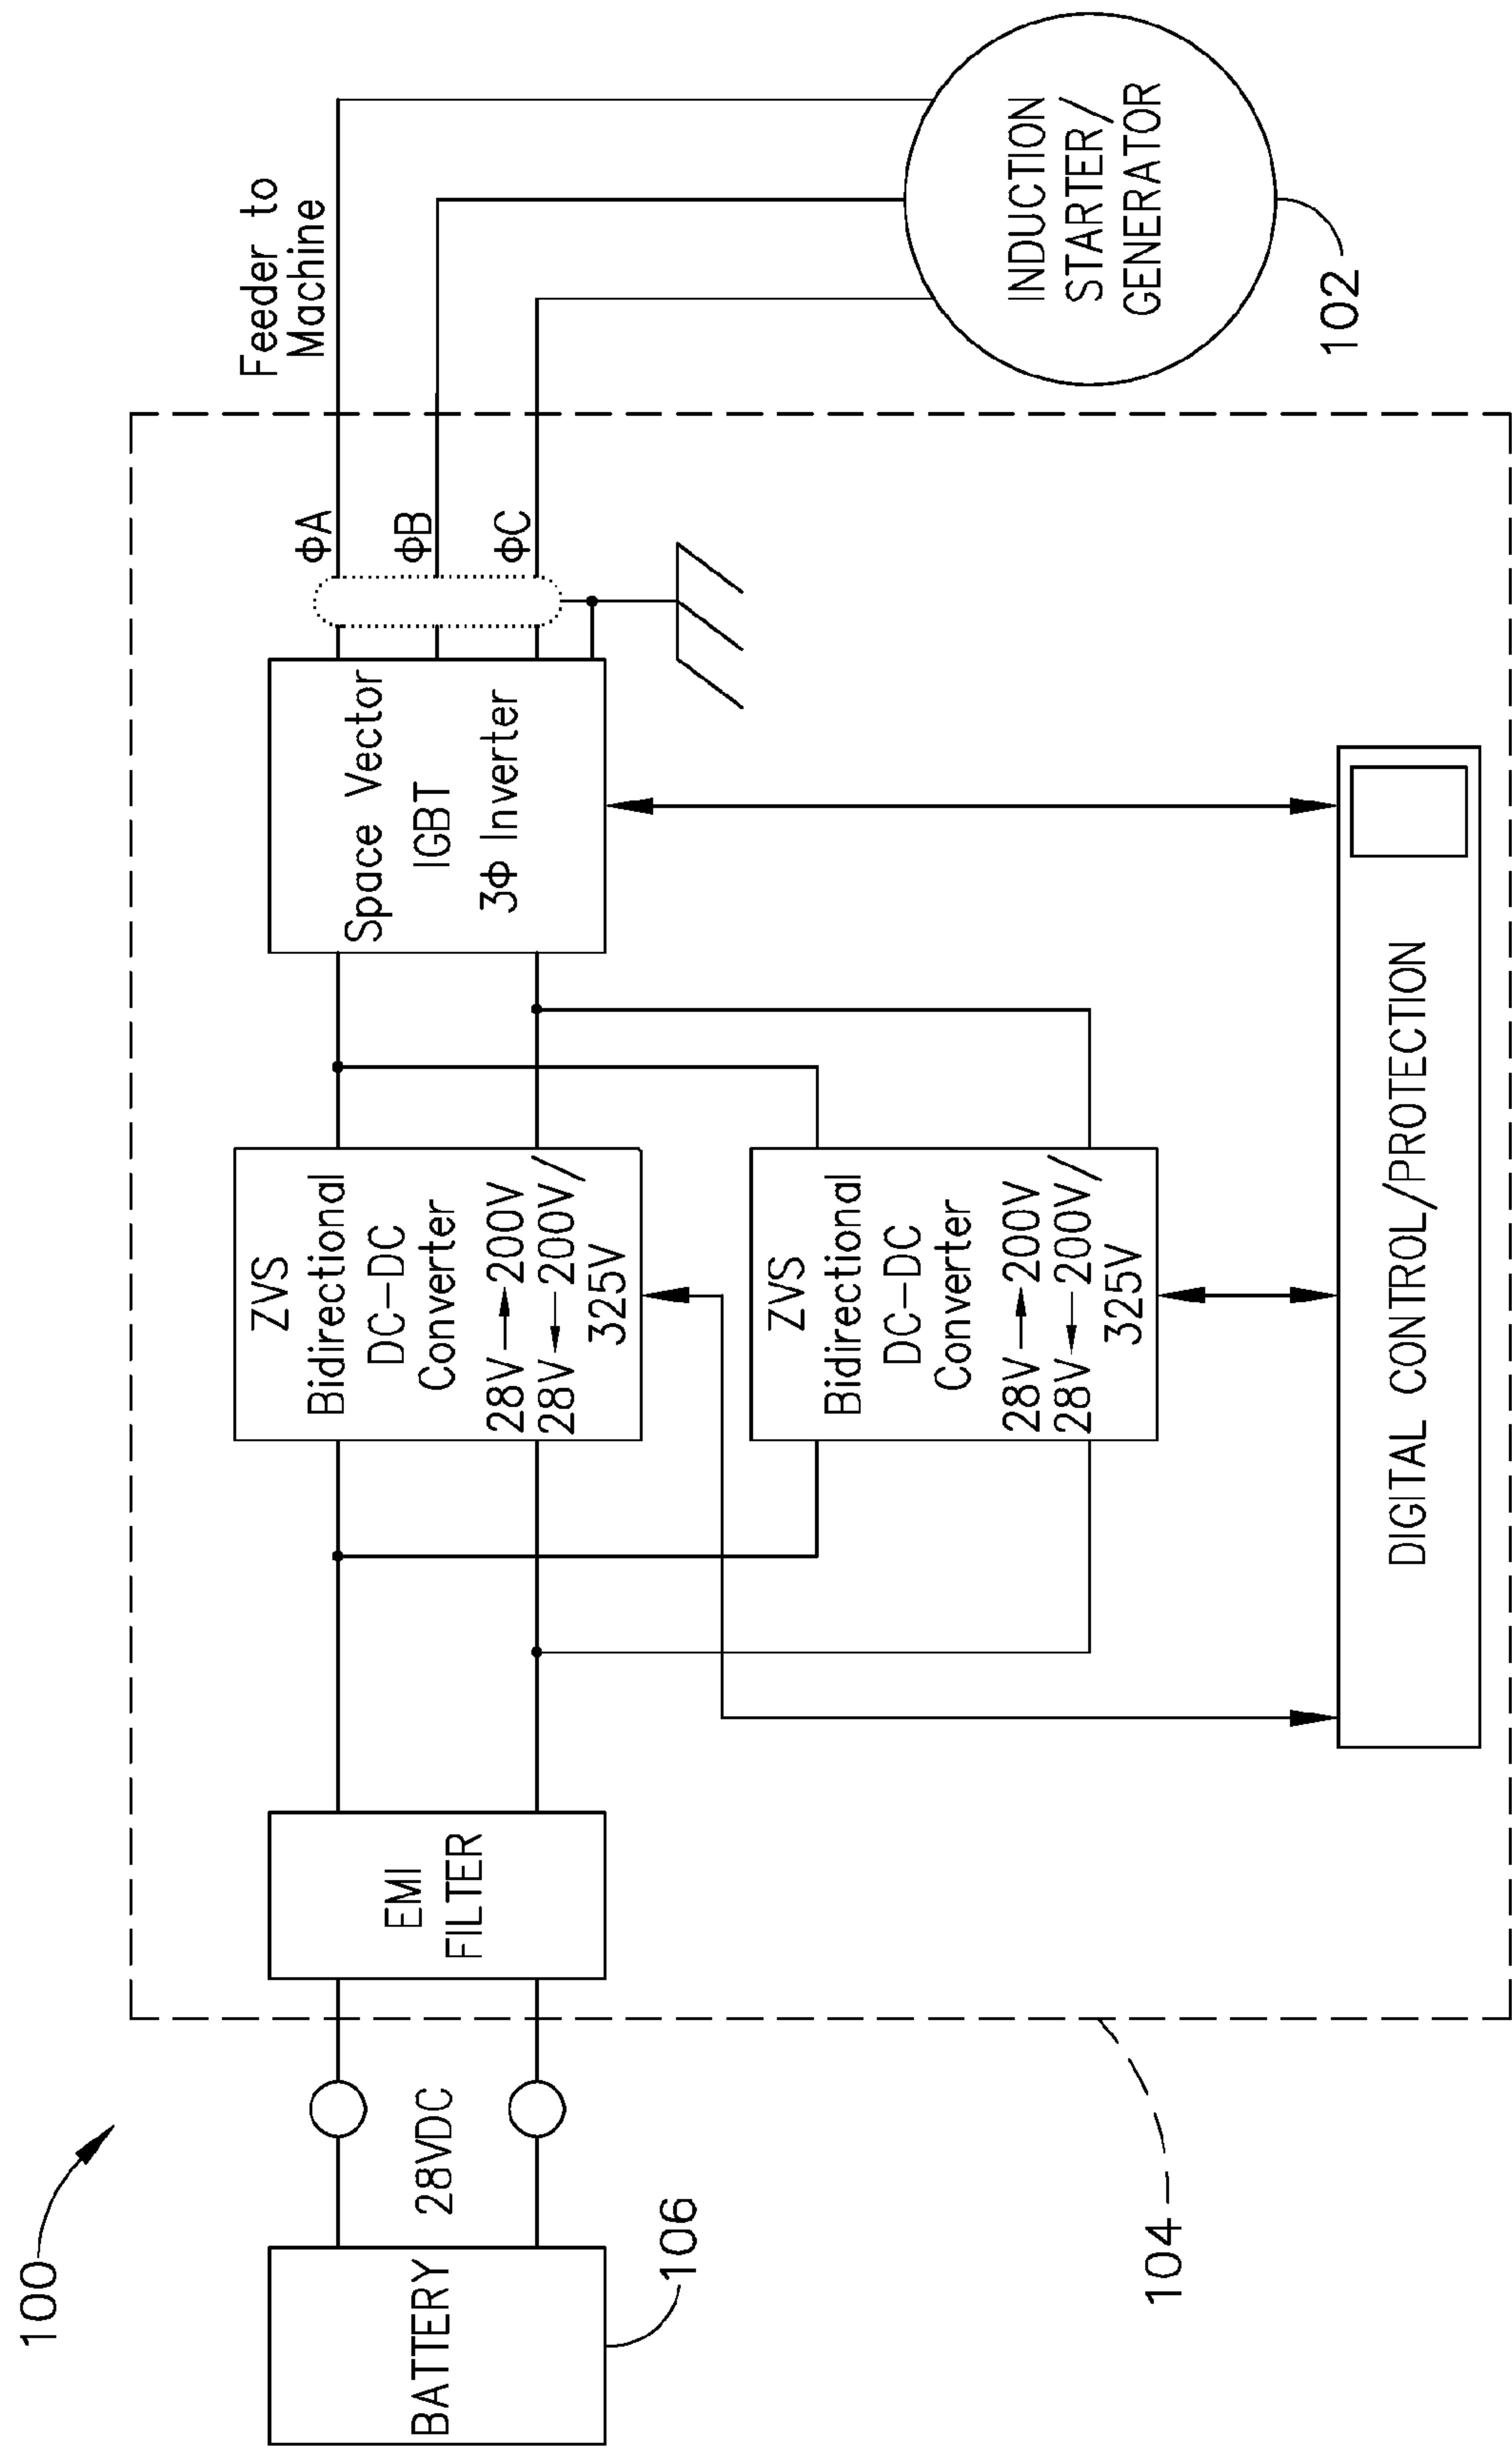 100
BATTERY
106
28VDC
EMI
FILTER
104
ZVS
Bidirectional
DC-DC
Converter
28V→200V
28V←200V/
325V
ZVS
Bidirectional
DC-DC
Converter
28V→200V
28V←200V/
325V
Space Vector
IGBT
3Φ Inverter
ΦA
ΦB
ΦC
Feeder to
Machine
DIGITAL CONTROL/PROTECTION
INDUCTION
STARTER/
GENERATOR
102